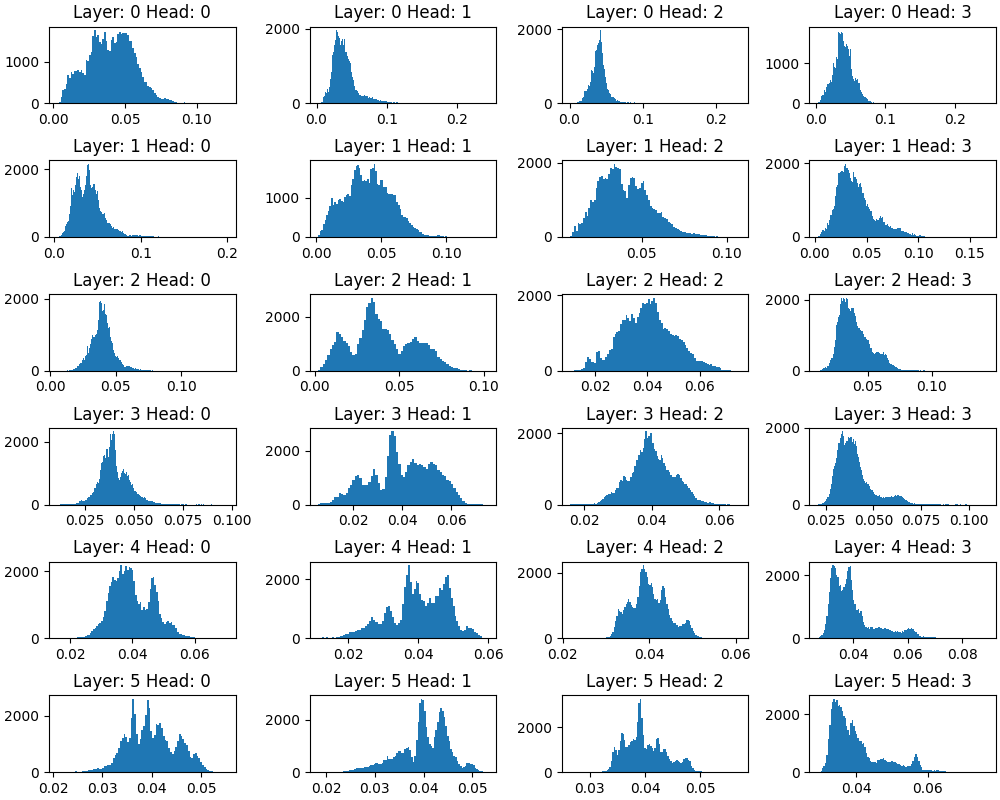 Layer: 0 Head: 0 Layer: 0 Head: 1 Layer: 0 Head: 2 Layer: 0 Head: 3
2000 2000
1000 1000
0 0 0 0
0.00 0.05 0.10 0.0 0.1 0.2 0.0 0.1 0.2 0.0 0.1 0.2
Layer: 1 Head: 0 Layer: 1 Head: 1 Layer: 1 Head: 2 Layer: 1 Head: 3
2000 1000 2000 2000
0 0 0 0
0.0 0.1 0.2 0.00 0.05 0.10 0.05 0.10 0.00 0.05 0.10 0.15
Layer: 2 Head: 0 Layer: 2 Head: 1 Layer: 2 Head: 2 Layer: 2 Head: 3
2000 2000 2000 2000
0 0 0 0
0.00 0.05 0.10 0.00 0.05 0.10 0.02 0.04 0.06 0.05 0.10
Layer: 3 Head: 0 Layer: 3 Head: 1 Layer: 3 Head: 2 Layer: 3 Head: 3
2000 2000 2000 2000
0 0 0 0
0.025 0.050 0.075 0.100 0.02 0.04 0.06 0.02 0.04 0.06 0.025 0.050 0.075 0.100
Layer: 4 Head: 0 Layer: 4 Head: 1 Layer: 4 Head: 2 Layer: 4 Head: 3
2000 2000 2000 2000
0 0 0 0
0.02 0.04 0.06 0.02 0.04 0.06 0.02 0.04 0.06 0.04 0.06 0.08
Layer: 5 Head: 0 Layer: 5 Head: 1 Layer: 5 Head: 2 Layer: 5 Head: 3
2000 2000 2000 2000
0 0 0 0
0.02 0.03 0.04 0.05 0.02 0.03 0.04 0.05 0.03 0.04 0.05 0.04 0.06